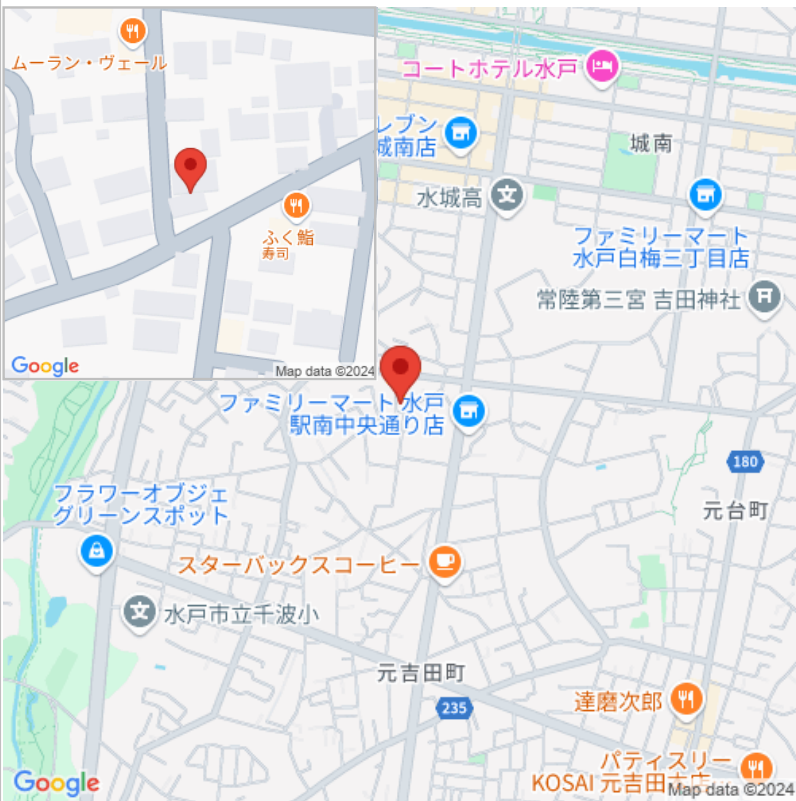 ムーラン・ヴェール
ふく鮨
寿司
Google
Map data ©2024
コートホテル水戸
レブン
城南店
城南
水城高
ファミリーマート
水戸白梅三丁目店
常陸第三宮 吉田神社
ファミリーマート 水戸
駅南中央通り店
180
フラワーオブジェ
グリーンスポット
元台町
スターバックスコーヒー
水戸市立千波小
元吉田町
235
達磨次郎
パティスリー
KOSAI 元吉田本店
Google
Map data ©2024